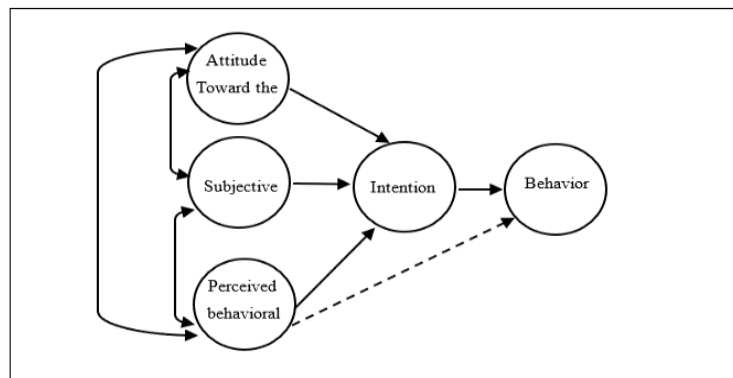 Attitude
Toward the
Subjective
Intention
Behavior
Perceived
behavioral